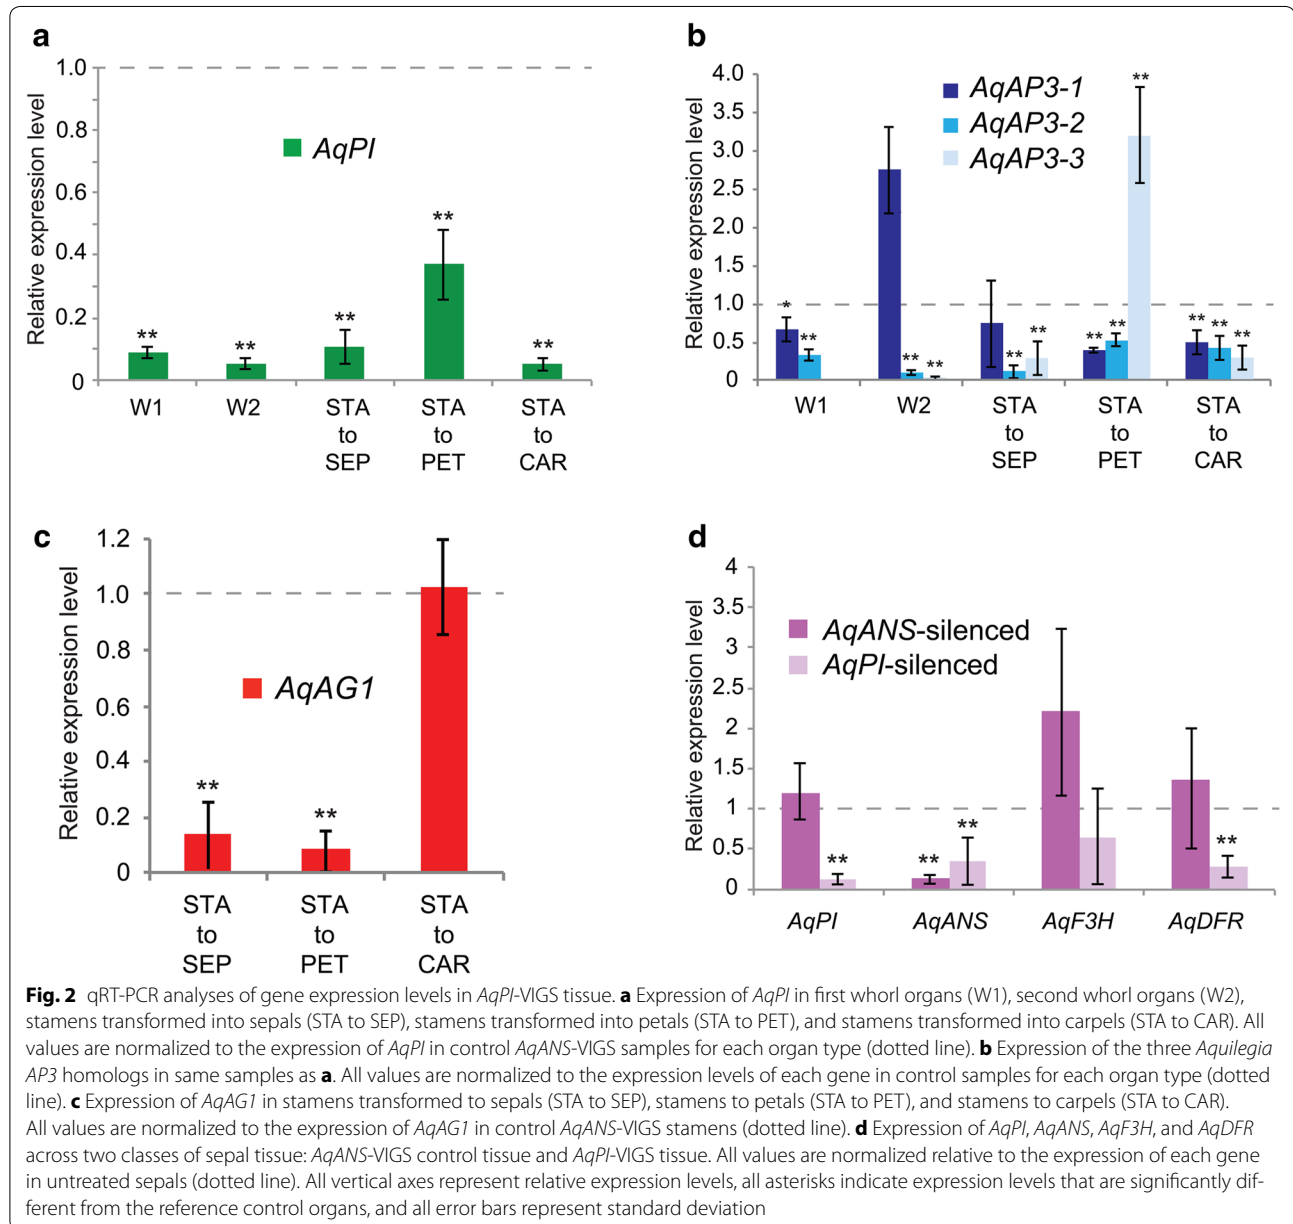 a
1.0
0.8
0.6
0.4
0.2
0
Relative expression level
AqPI
**
**
**
**
**
W1
W2
STA
to
SEP
STA
to
PET
STA
to
CAR
b
4.0
3.5
3.0
2.5
2.0
1.5
1.0
0.5
0
Relative expression level
AqAP3-1
AqAP3-2
AqAP3-3
*
**
**
**
**
**
**
**
**
**
**
**
W1
W2
STA
to
SEP
STA
to
PET
STA
to
CAR
c
1.2
1.0
0.8
0.6
0.4
0.2
0
Relative expression level
AqAG1
**
**
STA
to
SEP
STA
to
PET
STA
to
CAR
d
4
3.5
3
2.5
2
1.5
1
0.5
0
Relative expression level
AqANS-silenced
AqPI-silenced
**
**
**
**
AqPI
AqANS
AqF3H
AqDFR
Fig. 2 qRT-PCR analyses of gene expression levels in AqPI-VIGS tissue. a Expression of AqPI in first whorl organs (W1), second whorl organs (W2),
stamens transformed into sepals (STA to SEP), stamens transformed into petals (STA to PET), and stamens transformed into carpels (STA to CAR). All
values are normalized to the expression of AqPI in control AqANS-VIGS samples for each organ type (dotted line). b Expression of the three Aquilegia
AP3 homologs in same samples as a. All values are normalized to the expression levels of each gene in control samples for each organ type (dotted
line). c Expression of AqAG1 in stamens transformed to sepals (STA to SEP), stamens to petals (STA to PET), and stamens to carpels (STA to CAR).
All values are normalized to the expression of AqAG1 in control AqANS-VIGS stamens (dotted line). d Expression of AqPI, AqANS, AqF3H, and AqDFR
across two classes of sepal tissue: AqANS-VIGS control tissue and AqPI-VIGS tissue. All values are normalized relative to the expression of each gene
in untreated sepals (dotted line). All vertical axes represent relative expression levels, all asterisks indicate expression levels that are significantly dif-
ferent from the reference control organs, and all error bars represent standard deviation